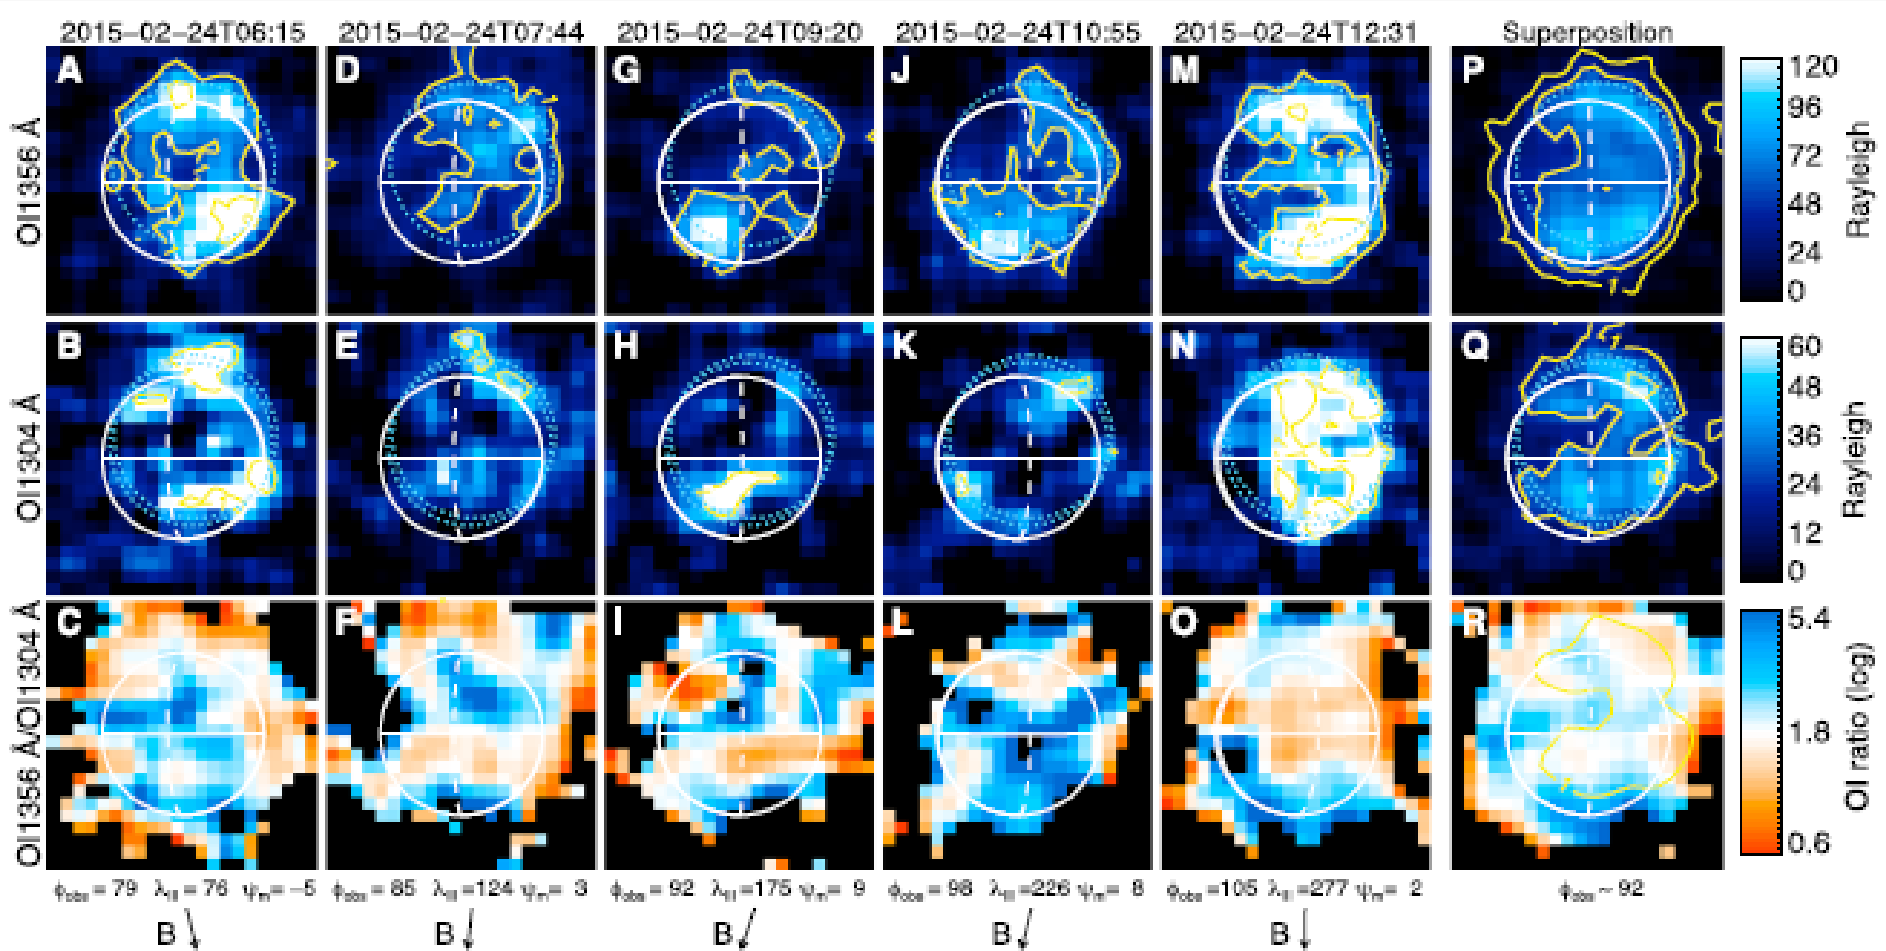 2015-02-24T06:15 2015-02-24T07:44 2015-02-24T09:20 2015-02-24T10:55 2015-02-24T12:31 Superposition
A D G J M P
OI1356 Å
120
96
72
48
24
0
Rayleigh
1
B E H K N Q
OI1304 Å
60
48
36
24
12
0
Rayleigh
C F I L O R
OI1356 Å/OI1304 Å
5.4
1.8
0.6
OI ratio (log)
ϕobs = 79 λIII = 76 ψm = −5 ϕobs = 85 λIII =124 ψm = 3 ϕobs = 92 λIII =175 ψm = 9 ϕobs = 98 λIII =226 ψm = 8 ϕobs =105 λIII =277 ψm = 2 ϕobs ~ 92
B B B B B